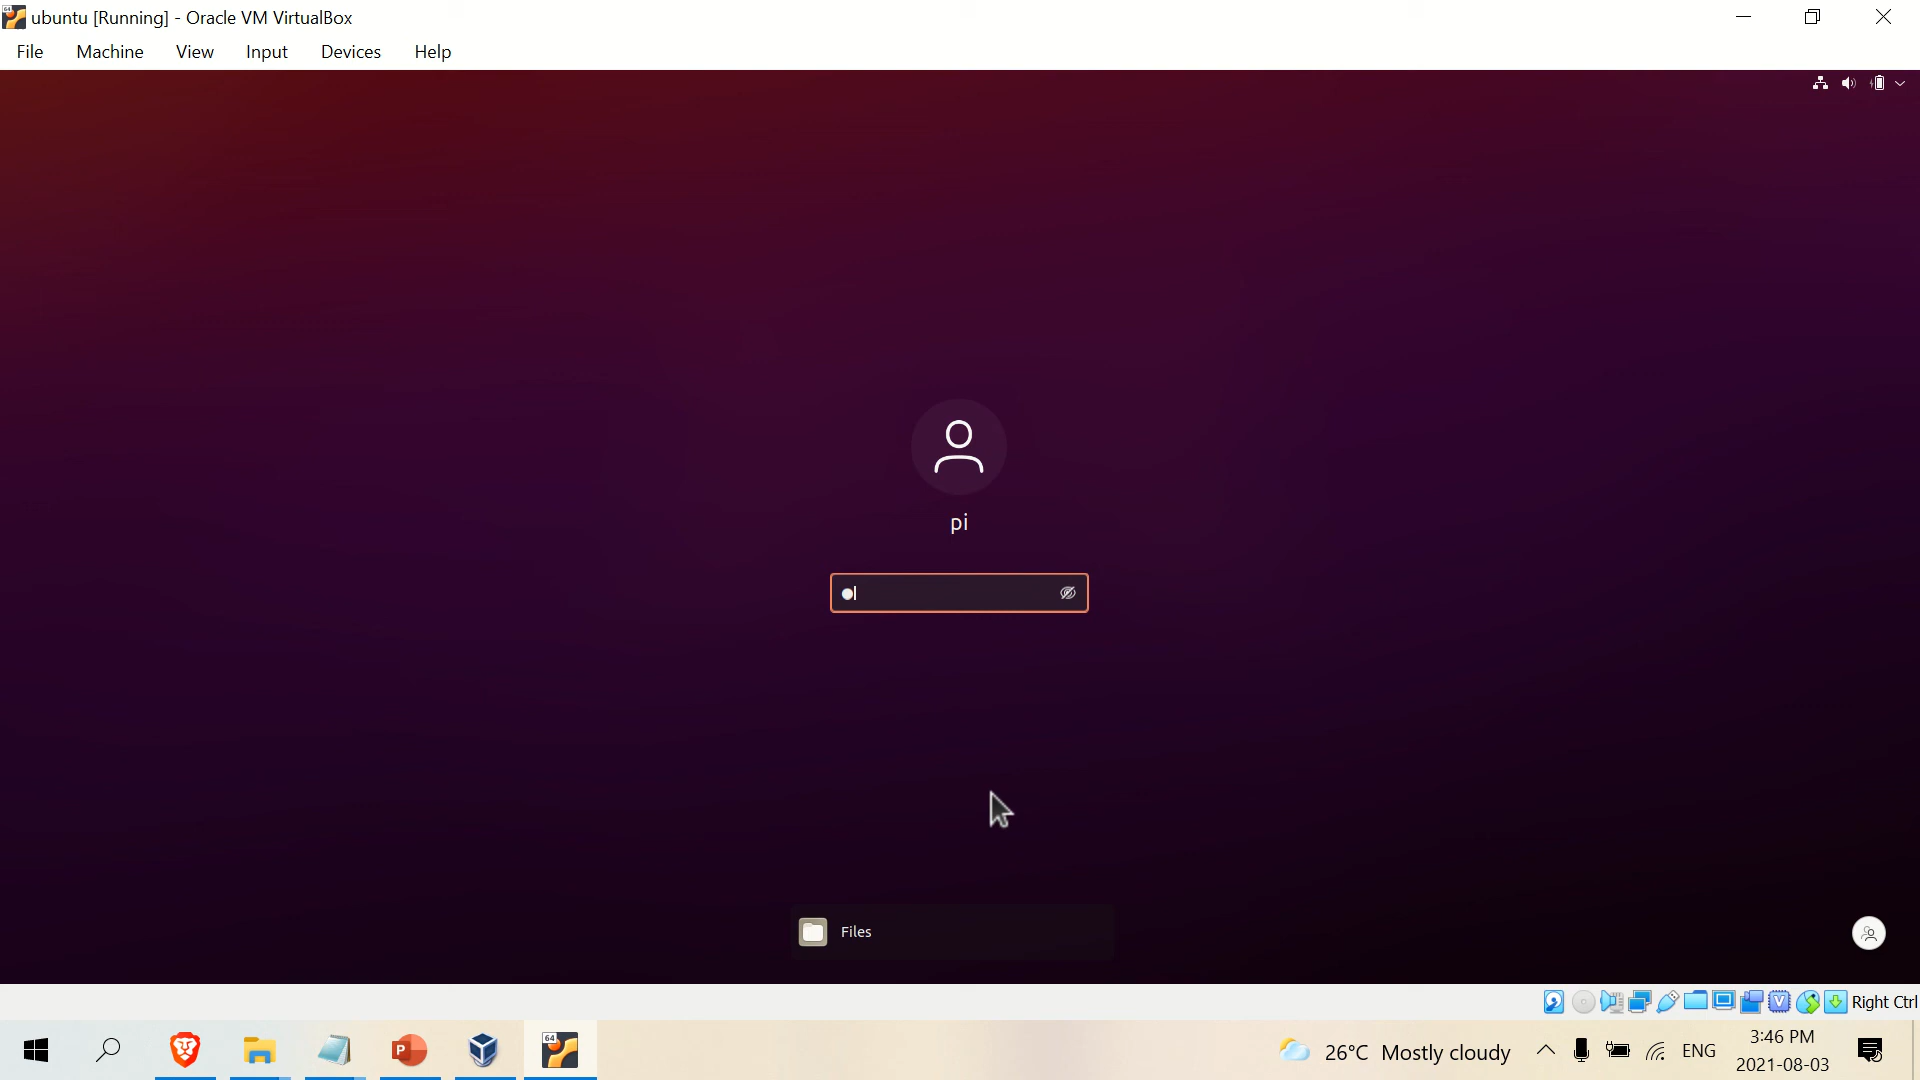 ubuntu [Running] - Oracle VM VirtualBox
File Machine View Input Devices Help
pi
Files
Right Ctrl
64
P
V
26°C Mostly cloudy
ENG
3:46 PM
2021-08-03